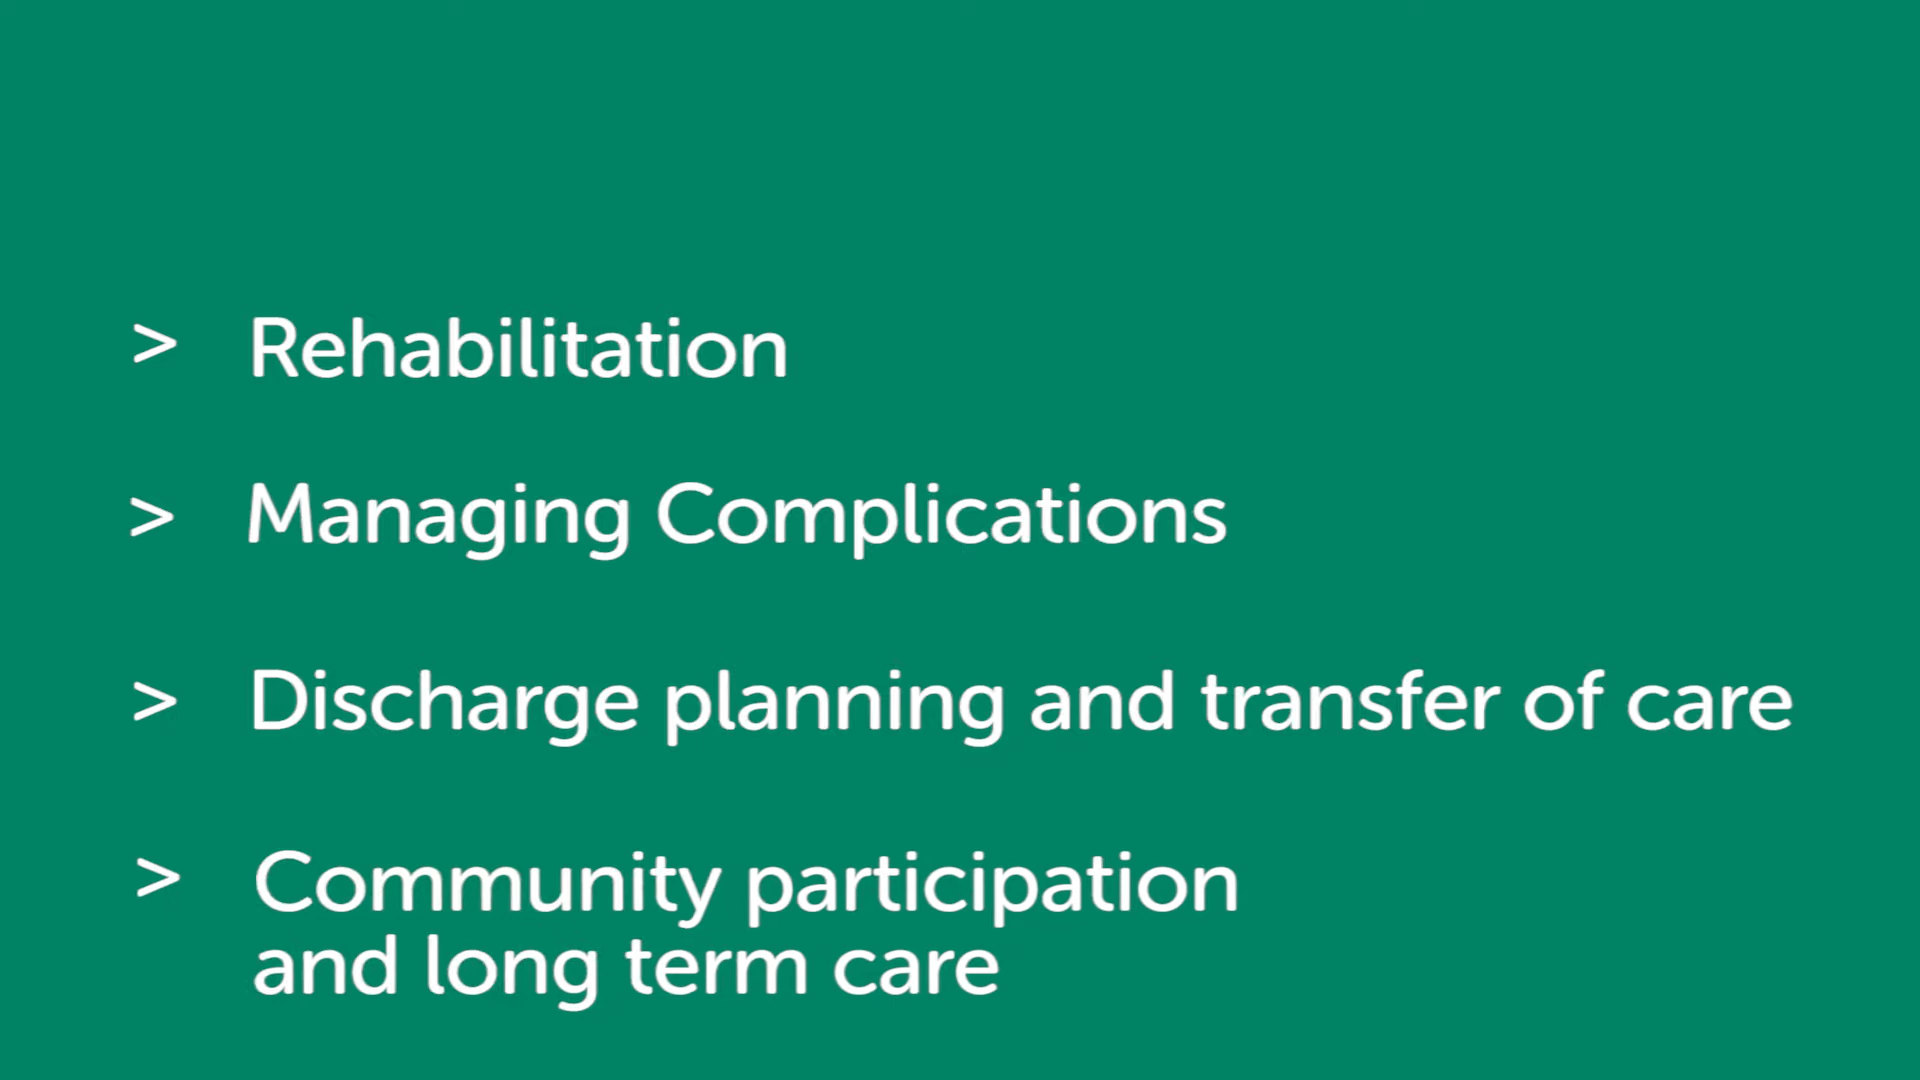 > Rehabilitation
> Managing Complications
> Discharge planning and transfer of care
> Community participation
and long term care